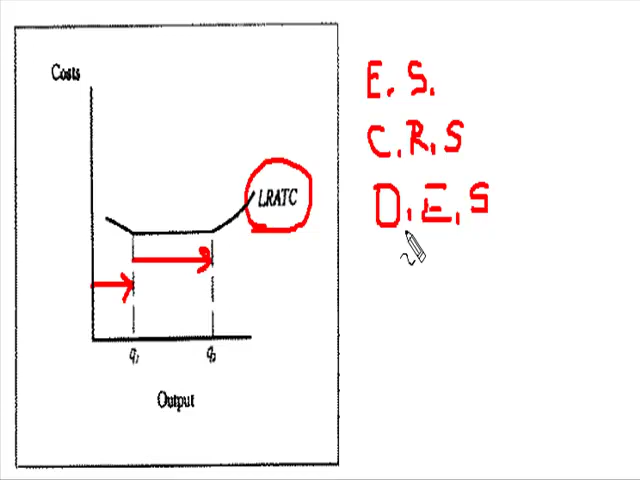 Costs
LRATC
q1
q2
Output
E. S.
C. R. S
D. E. S